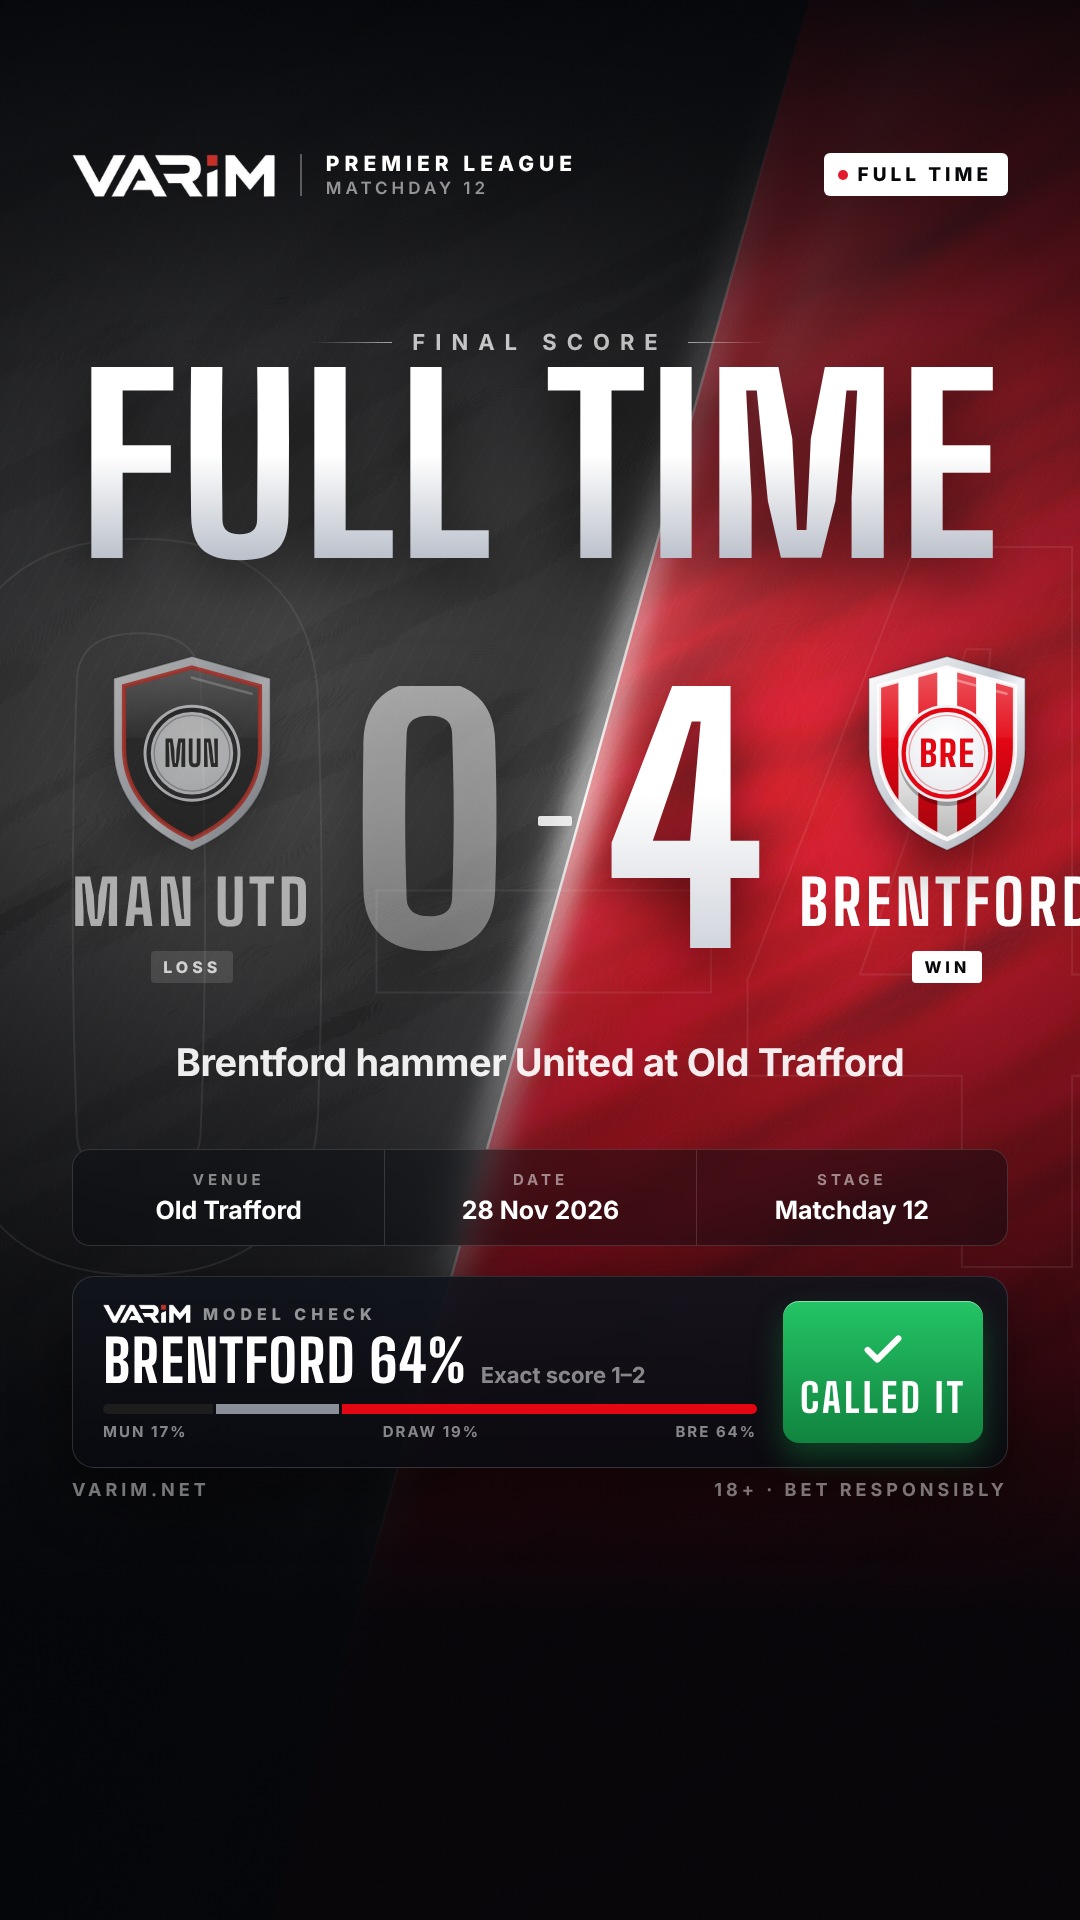 VARiM
PREMIER LEAGUE
MATCHDAY 12
FULL TIME
FINAL SCORE
FULL TIME
MUN
0 - 4
BRE
MAN UTD
BRENTFORD
LOSS
WIN
Brentford hammer United at Old Trafford
VENUE
Old Trafford
DATE
28 Nov 2026
STAGE
Matchday 12
VARiM MODEL CHECK
BRENTFORD 64% Exact score 1–2
MUN 17% DRAW 19% BRE 64%
CALLED IT
VARIM.NET
18+ · BET RESPONSIBLY